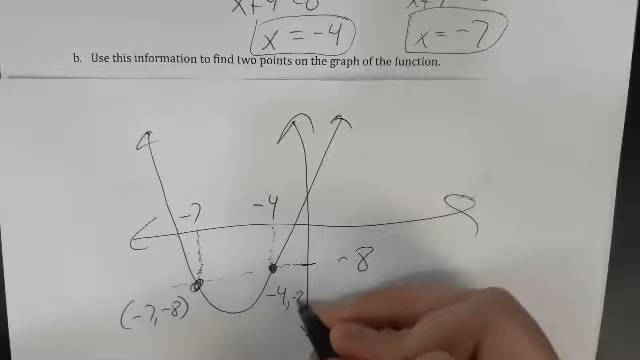 x = -4
x = -7
b. Use this information to find two points on the graph of the function.
-7
-4
-8
(-7, -8)
-4,